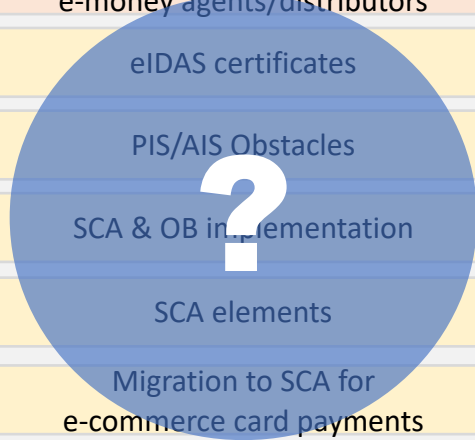 e-money agents/distributors
eIDAS certificates
PIS/AIS Obstacles
?
SCA & OB implementation
SCA elements
Migration to SCA for
e-commerce card payments